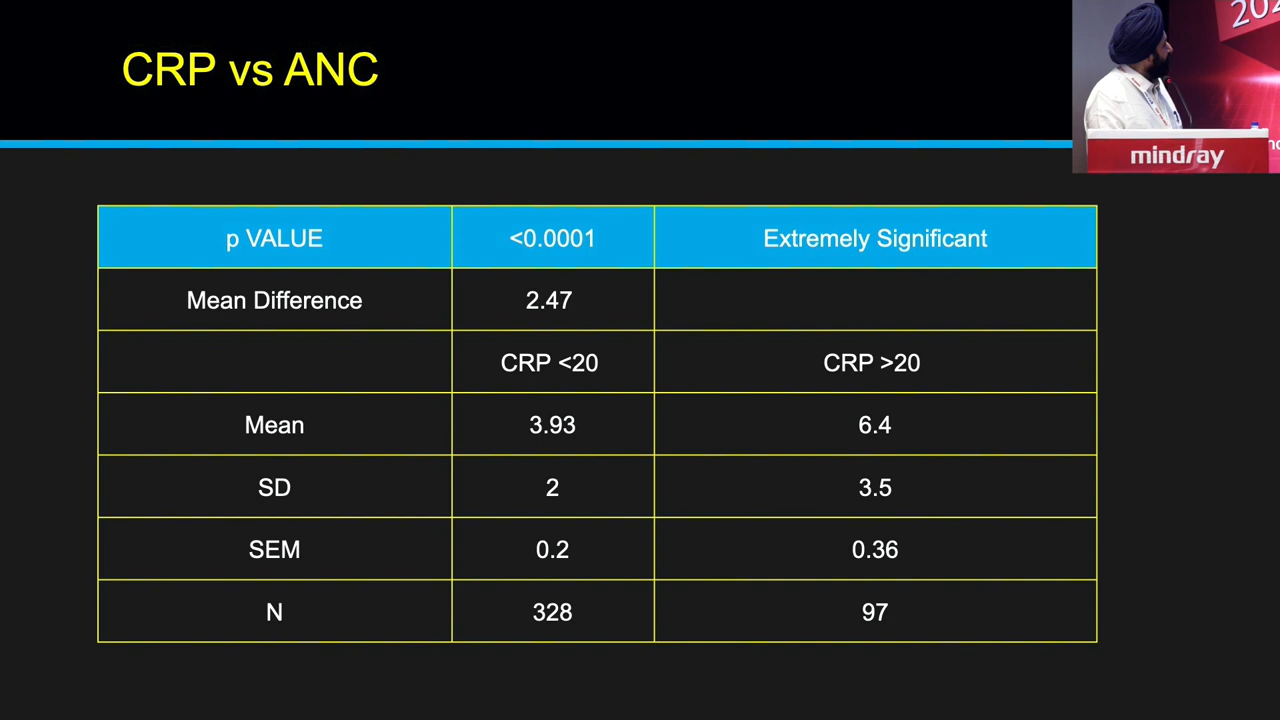 CRP vs ANC
202
mindray
p VALUE <0.0001 Extremely Significant
Mean Difference 2.47
CRP <20 CRP >20
Mean 3.93 6.4
SD 2 3.5
SEM 0.2 0.36
N 328 97